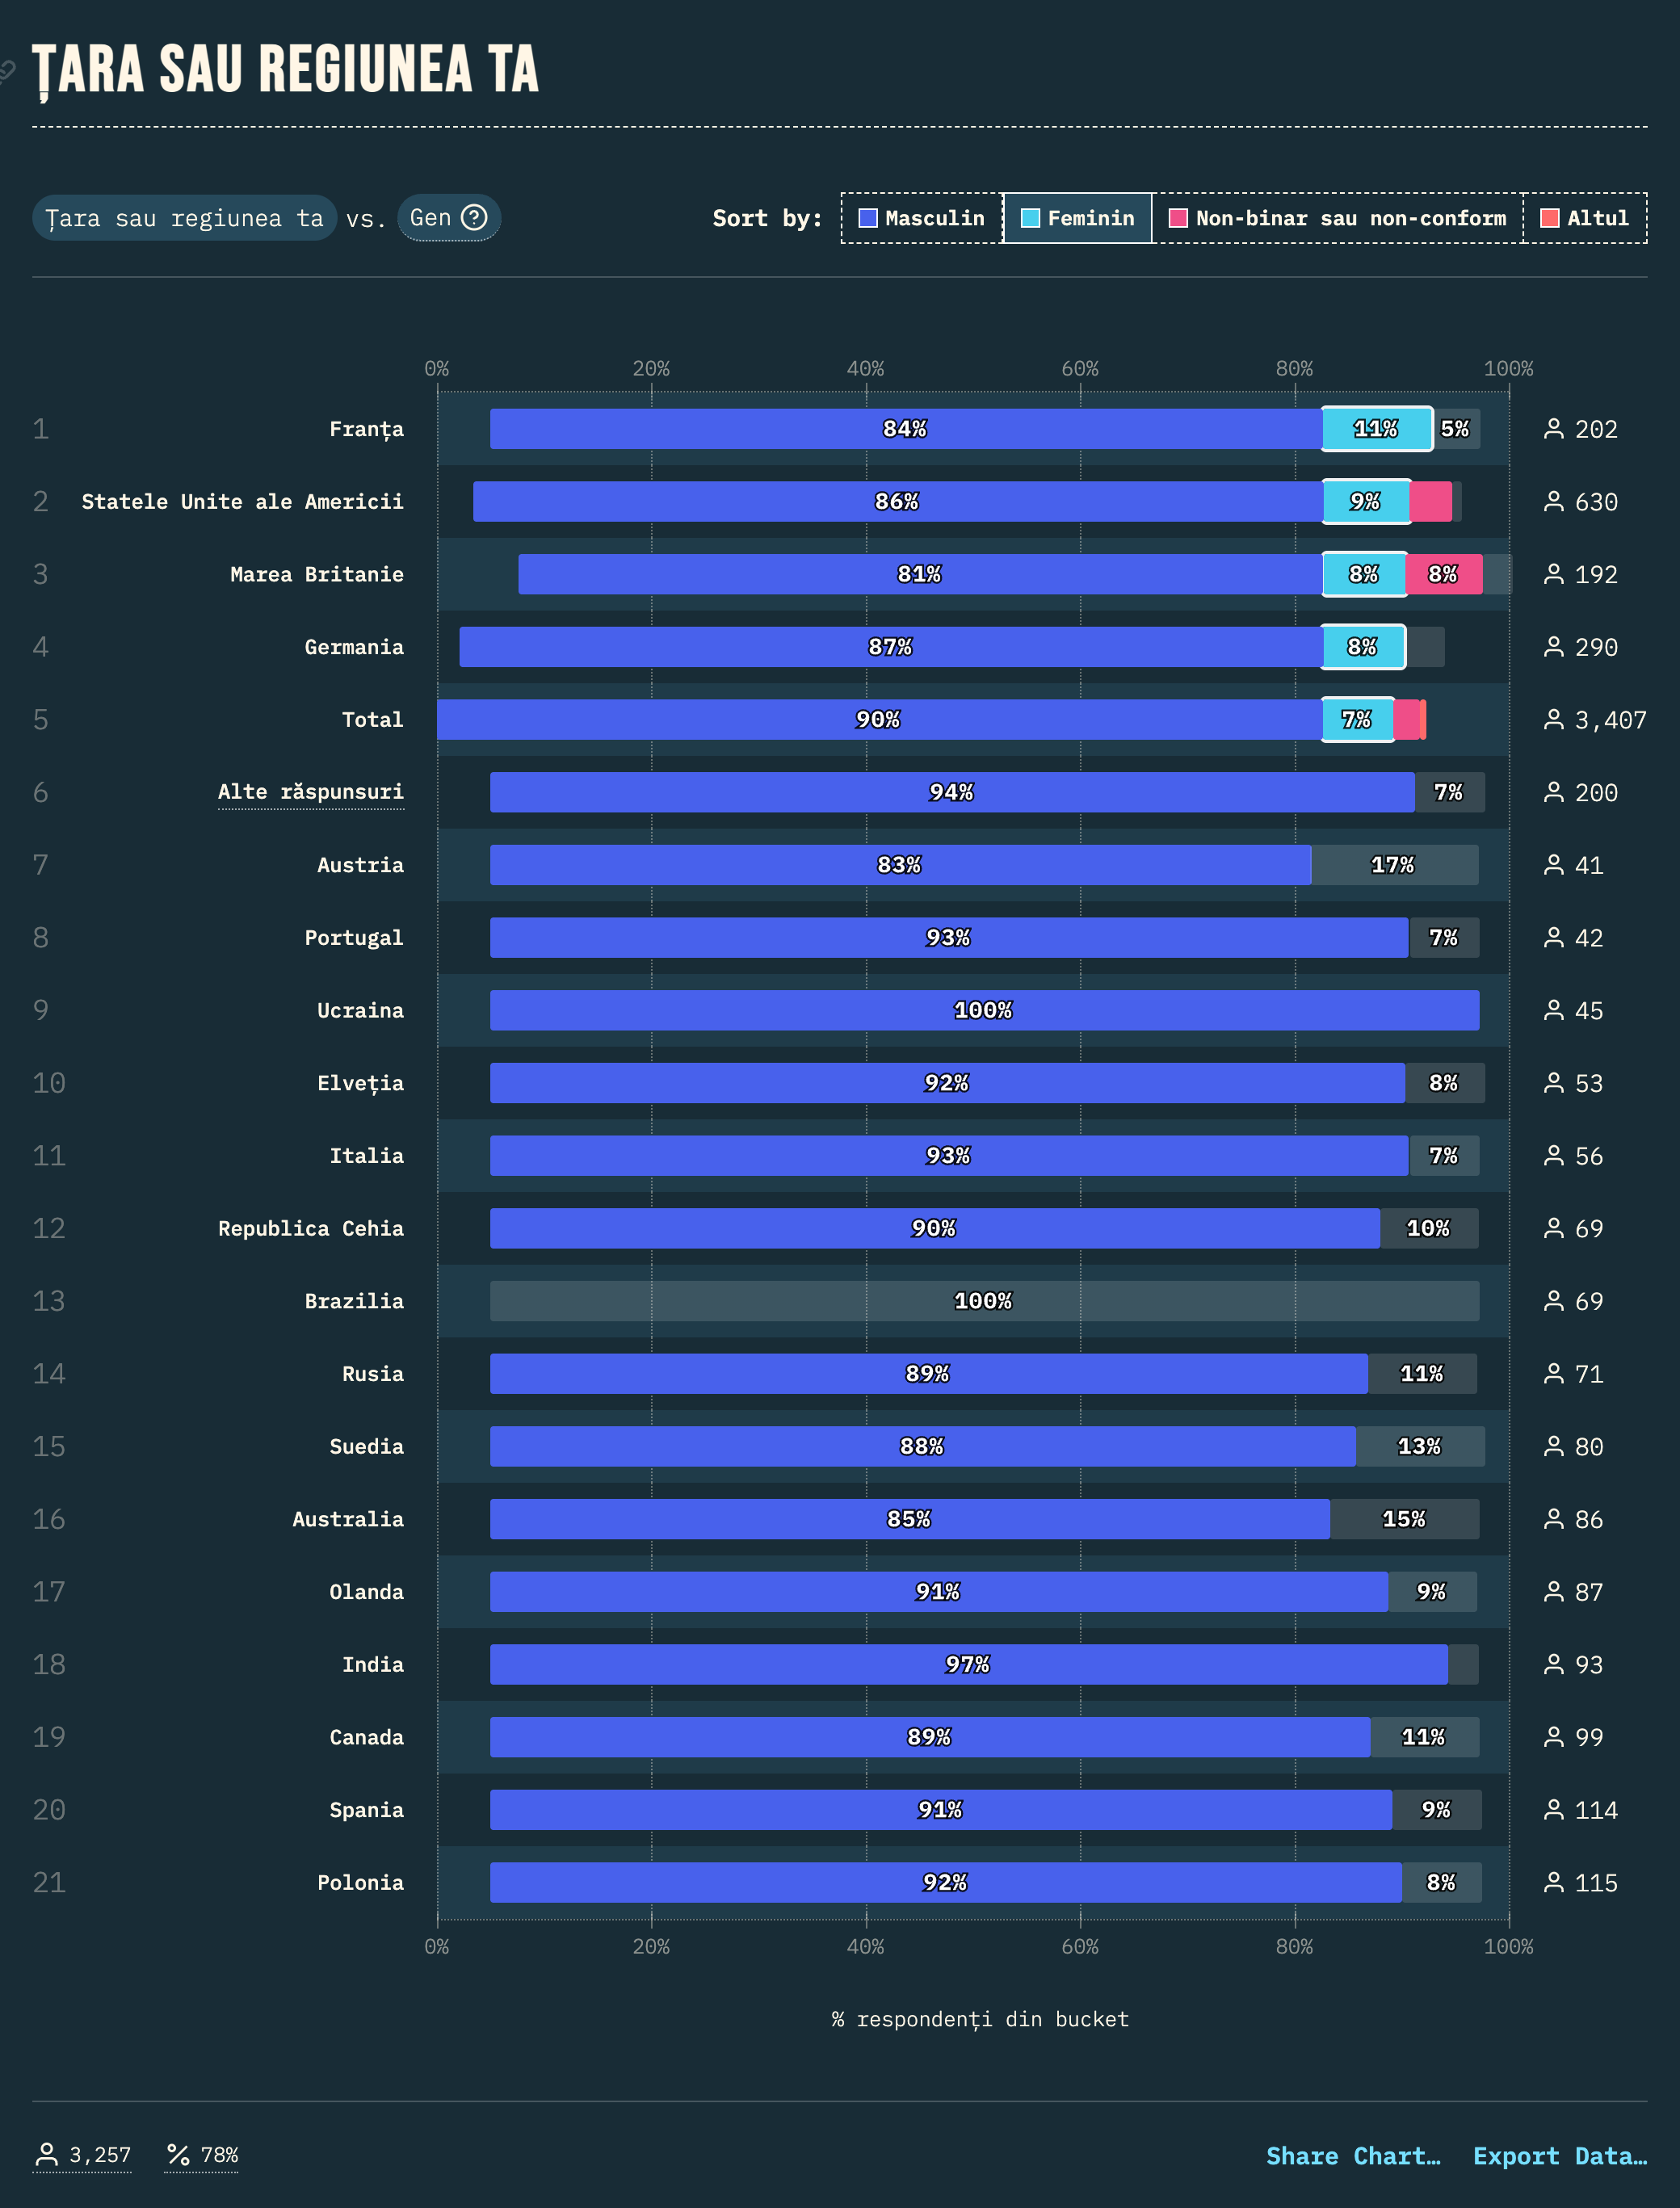 ȚARA SAU REGIUNEA TA
Țara sau regiunea ta vs. Gen ? Sort by: Masculin Feminin Non-binar sau non-conform Altul
0% 20% 40% 60% 80% 100%
1 Franța 84% 11% 5% 202
2 Statele Unite ale Americii 86% 9% 630
3 Marea Britanie 81% 8% 8% 192
4 Germania 87% 8% 290
5 Total 90% 7% 3,407
6 Alte răspunsuri 94% 7% 200
7 Austria 83% 17% 41
8 Portugal 93% 7% 42
9 Ucraina 100% 45
10 Elveția 92% 8% 53
11 Italia 93% 7% 56
12 Republica Cehia 90% 10% 69
13 Brazilia 100% 69
14 Rusia 89% 11% 71
15 Suedia 88% 13% 80
16 Australia 85% 15% 86
17 Olanda 91% 9% 87
18 India 97% 93
19 Canada 89% 11% 99
20 Spania 91% 9% 114
21 Polonia 92% 8% 115
0% 20% 40% 60% 80% 100%
% respondenți din bucket
3,257 % 78% Share Chart… Export Data…